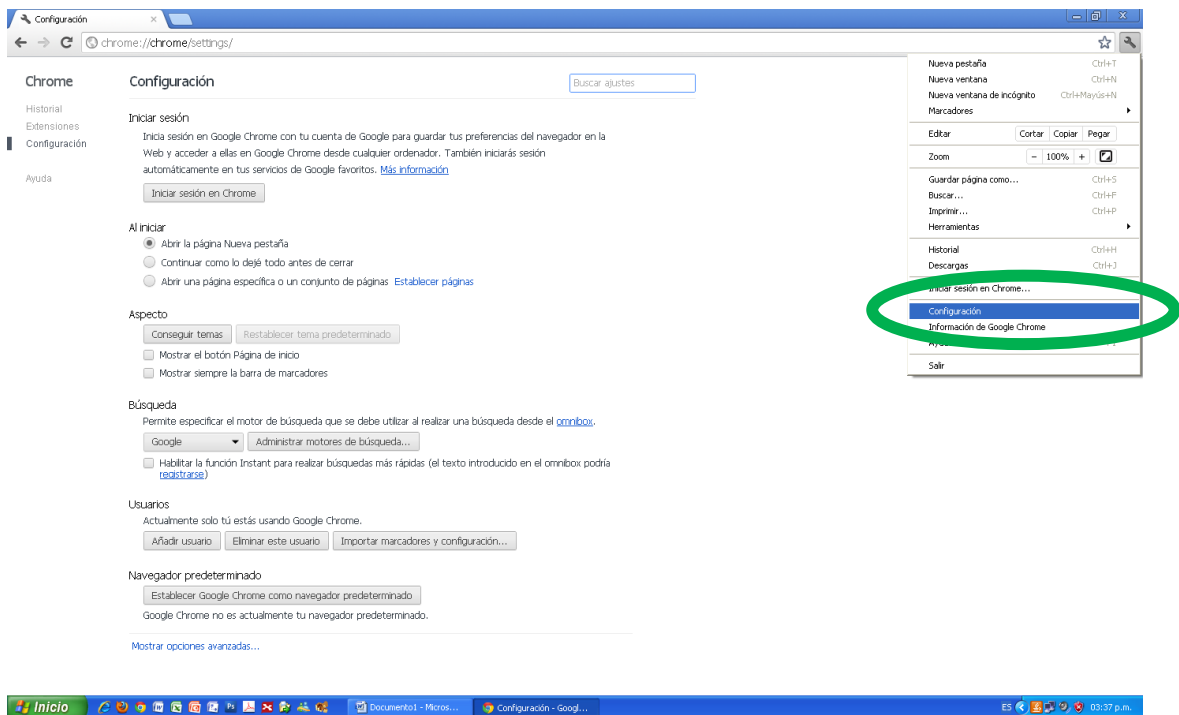 Configuración
chrome://chrome/settings/
Chrome
Historial
Extensiones
Configuración
Ayuda
Configuración
Buscar ajustes
Iniciar sesión
Inicia sesión en Google Chrome con tu cuenta de Google para guardar tus preferencias del navegador en la
Web y acceder a ellas en Google Chrome desde cualquier ordenador. También iniciarás sesión
automáticamente en tus servicios de Google favoritos. Más información
Iniciar sesión en Chrome
Al iniciar
Abrir la página Nueva pestaña
Continuar como lo dejé todo antes de cerrar
Abrir una página específica o un conjunto de páginas Establecer páginas
Aspecto
Conseguir temas Restablecer tema predeterminado
Mostrar el botón Página de inicio
Mostrar siempre la barra de marcadores
Búsqueda
Permite especificar el motor de búsqueda que se debe utilizar al realizar una búsqueda desde el omnibox.
Google Administrar motores de búsqueda...
Habilitar la función Instant para realizar búsquedas más rápidas (el texto introducido en el omnibox podría
registrarse)
Usuarios
Actualmente solo tú estás usando Google Chrome.
Añadir usuario Eliminar este usuario Importar marcadores y configuración...
Navegador predeterminado
Establecer Google Chrome como navegador predeterminado
Google Chrome no es actualmente tu navegador predeterminado.
Mostrar opciones avanzadas...
Nueva pestaña Ctrl+T
Nueva ventana Ctrl+N
Nueva ventana de incógnito Ctrl+Mayús+N
Marcadores
Editar Cortar Copiar Pegar
Zoom - 100% +
Guardar página como... Ctrl+S
Buscar... Ctrl+F
Imprimir... Ctrl+P
Herramientas
Historial Ctrl+H
Descargas Ctrl+J
Iniciar sesión en Chrome...
Configuración
Información de Google Chrome
Salir
Inicio
Documento1 - Micros...
Configuración - Googl...
ES
03:37 p.m.